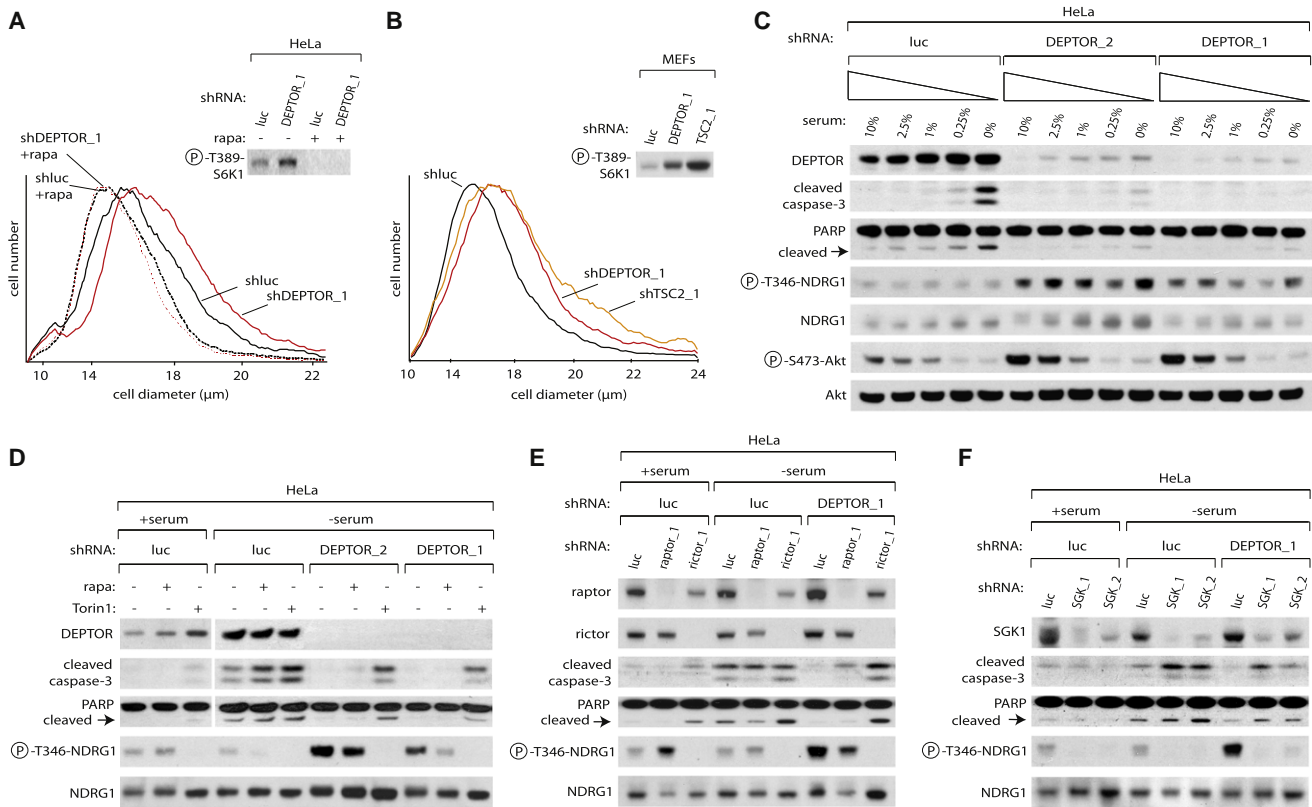 A
HeLa
shRNA:
luc
DEPTOR_1
luc
DEPTOR_1
rapa:
-
-
+
+
P-T389-
S6K1
shDEPTOR_1
+rapa
shluc
+rapa
shluc
shDEPTOR_1
cell number
10
14
16
18
20
22
cell diameter (μm)
B
MEFs
shRNA:
luc
DEPTOR_1
TSC2_1
P-T389-
S6K1
shluc
shDEPTOR_1
shTSC2_1
cell number
10
14
16
18
20
22
24
cell diameter (μm)
C
HeLa
shRNA:
luc
DEPTOR_2
DEPTOR_1
serum:
10% 2.5% 1% 0.25% 0% 10% 2.5% 1% 0.25% 0% 10% 2.5% 1% 0.25% 0%
DEPTOR
cleaved
caspase-3
PARP
cleaved
P-T346-NDRG1
NDRG1
P-S473-Akt
Akt
D
HeLa
+serum
-serum
shRNA: luc luc DEPTOR_2 DEPTOR_1
rapa: - + - + - + - +
Torin1: - - + - - + - - + - - +
DEPTOR
cleaved
caspase-3
PARP
cleaved
P-T346-NDRG1
NDRG1
E
HeLa
+serum
-serum
shRNA: luc luc DEPTOR_1
shRNA: luc raptor_1 rictor_1 luc raptor_1 rictor_1 luc raptor_1 rictor_1
raptor
rictor
cleaved
caspase-3
PARP
cleaved
P-T346-NDRG1
NDRG1
F
HeLa
+serum
-serum
shRNA: luc luc DEPTOR_1
shRNA: luc SGK_1 SGK_2 luc SGK_1 SGK_2 luc SGK_1 SGK_2
SGK1
cleaved
caspase-3
PARP
cleaved
P-T346-NDRG1
NDRG1